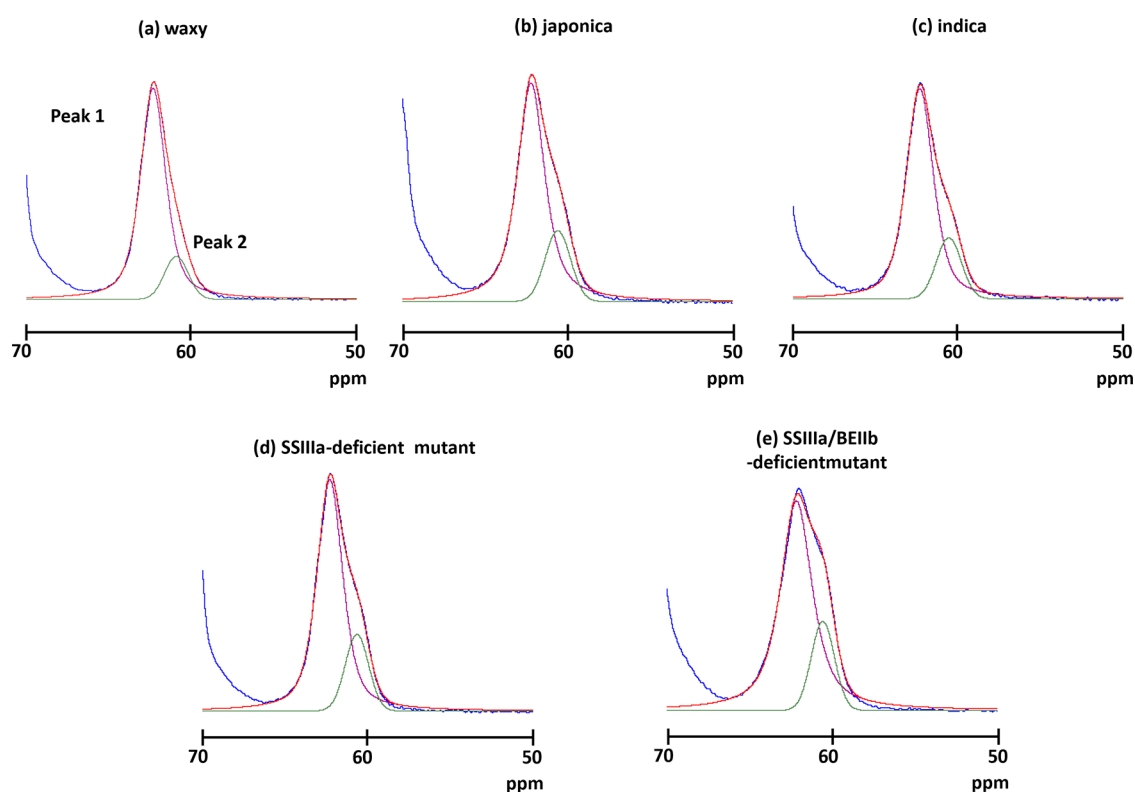 (a) waxy
(b) japonica
(c) indica
Peak 1
Peak 2
70 60 50
ppm
70 60 50
ppm
70 60 50
ppm
(d) SSIIIa-deficient mutant
(e) SSIIIa/BEIIb
-deficientmutant
70 60 50
ppm
70 60 50
ppm